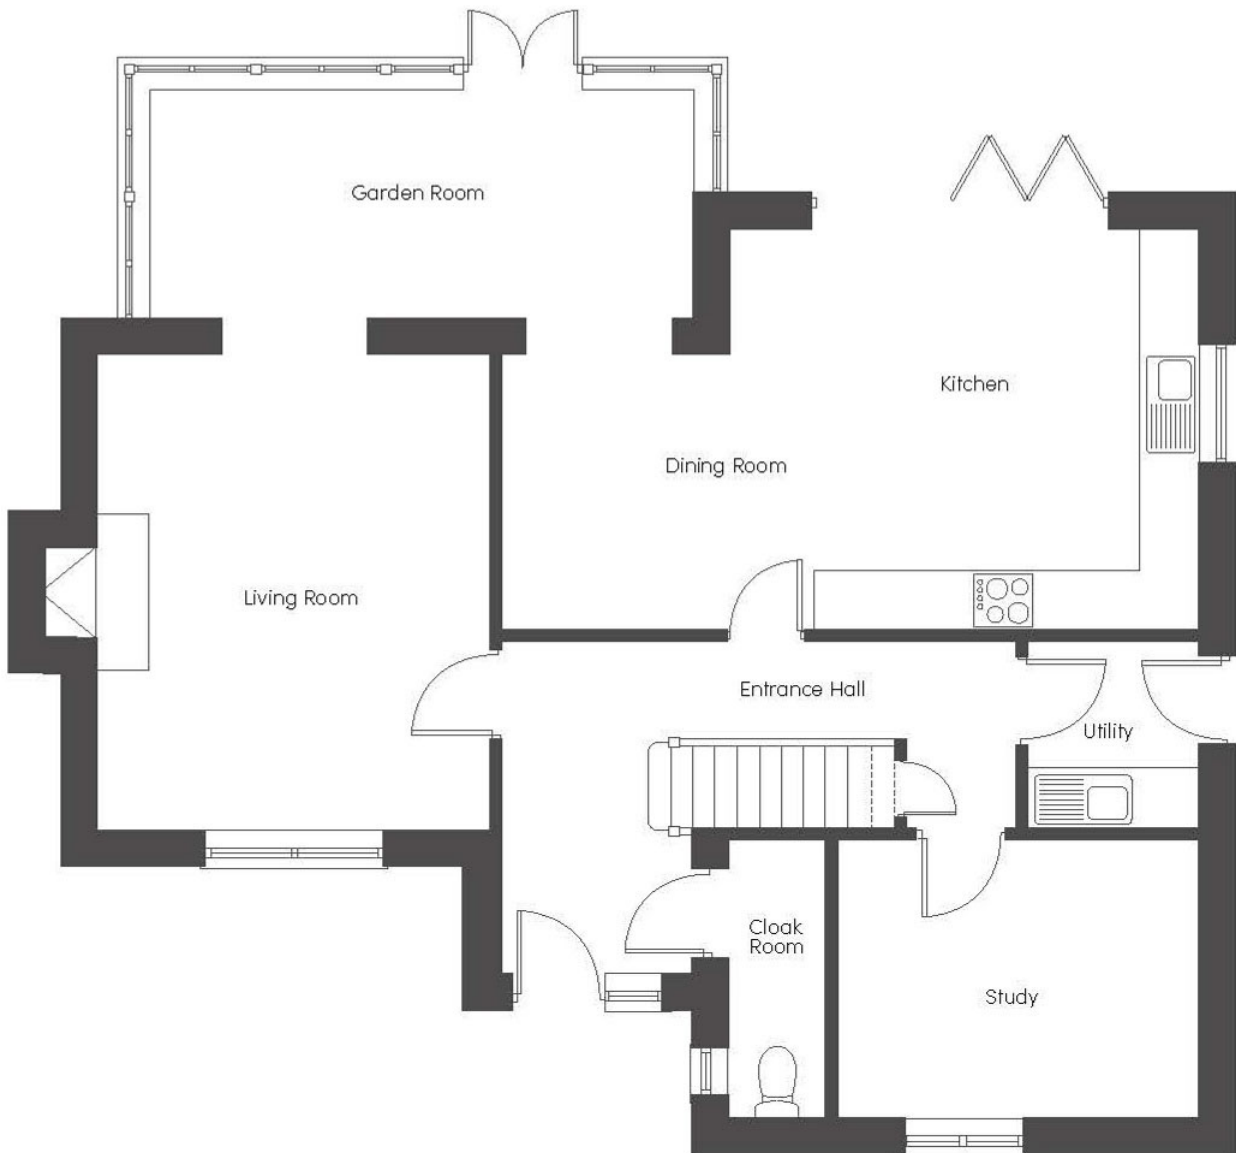 Garden Room
Kitchen
Dining Room
Living Room
Entrance Hall
Utility
Cloak
Room
Study